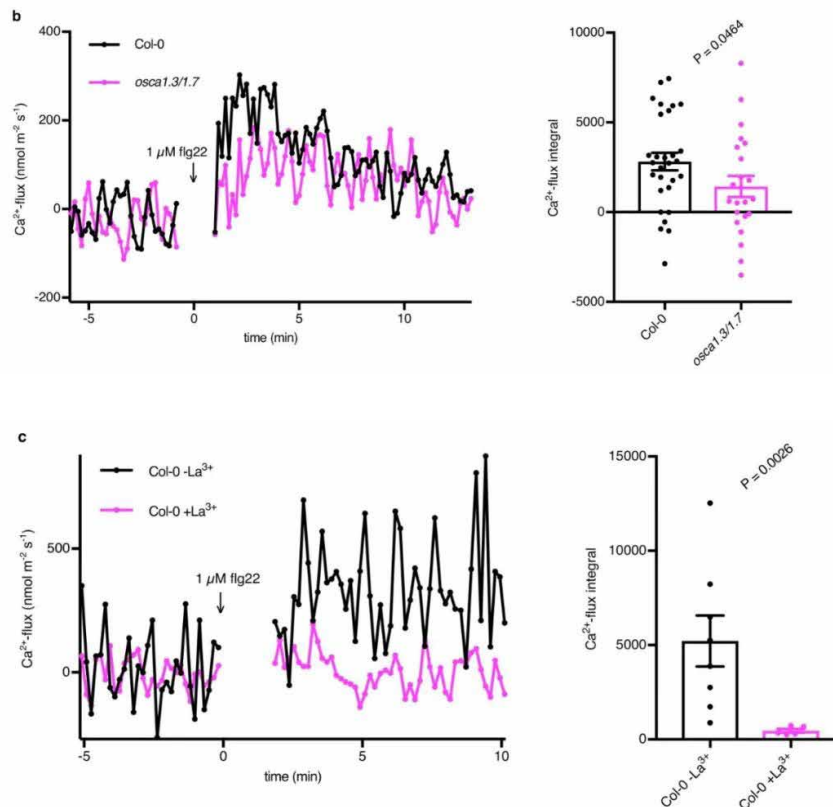 b
400
200
0
-200
Ca²⁺-flux (nmol m⁻² s⁻¹)
Col-0
osca1.3/1.7
1 µM flg22
-5
0
5
10
time (min)
10000
5000
0
-5000
Ca²⁺-flux integral
P = 0.0464
Col-0
osca1.3/1.7
c
500
0
Ca²⁺-flux (nmol m⁻² s⁻¹)
Col-0 -La³⁺
Col-0 +La³⁺
1 µM flg22
-5
0
5
10
time (min)
15000
10000
5000
0
Ca²⁺-flux integral
P = 0.0026
Col-0 -La³⁺
Col-0 +La³⁺